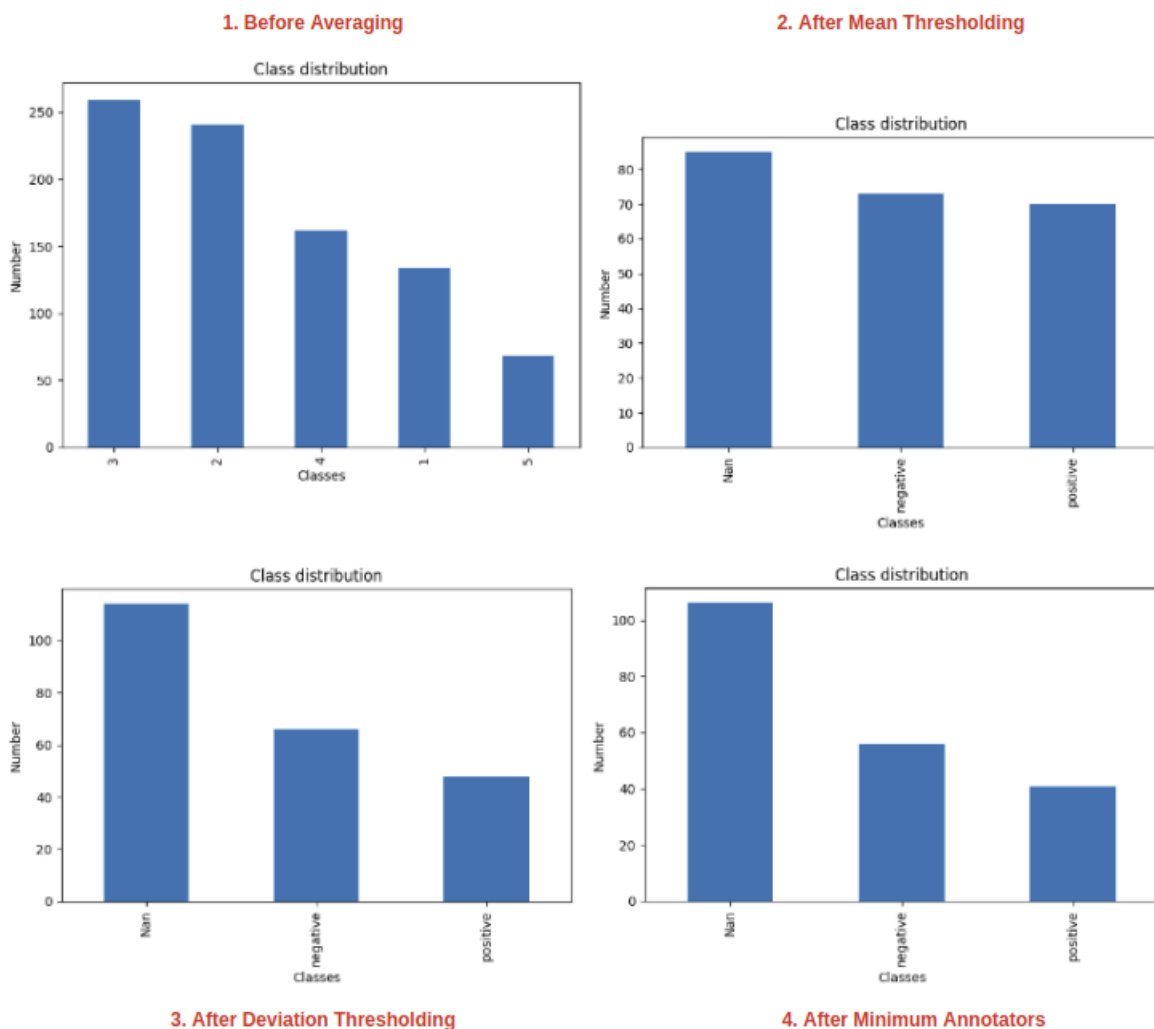 1. Before Averaging
Class distribution
Number
250
200
150
100
50
0
3
2
4
1
5
Classes
2. After Mean Thresholding
Class distribution
Number
80
70
60
50
40
30
20
10
0
Nan
negative
positive
Classes
Class distribution
Number
100
80
60
40
20
0
Nan
negative
positive
Classes
3. After Deviation Thresholding
Class distribution
Number
100
80
60
40
20
0
Nan
negative
positive
Classes
4. After Minimum Annotators